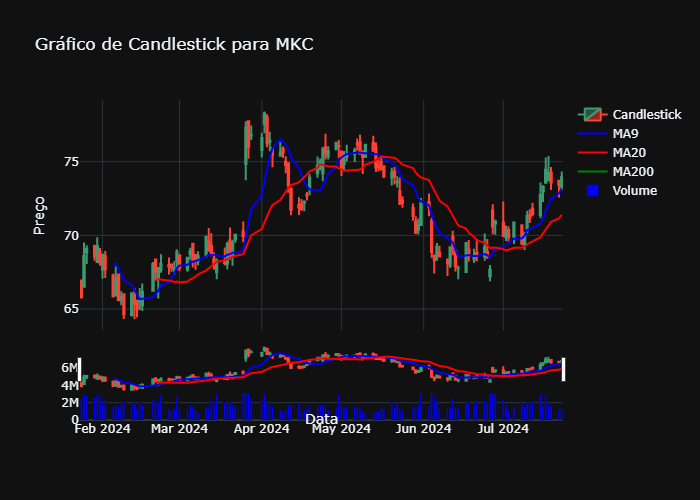 Gráfico de Candlestick para MKC
Candlestick
MA9
MA20
MA200
Volume
Preço
75
70
65
6M
4M
2M
0
Data
Feb 2024
Mar 2024
Apr 2024
May 2024
Jun 2024
Jul 2024